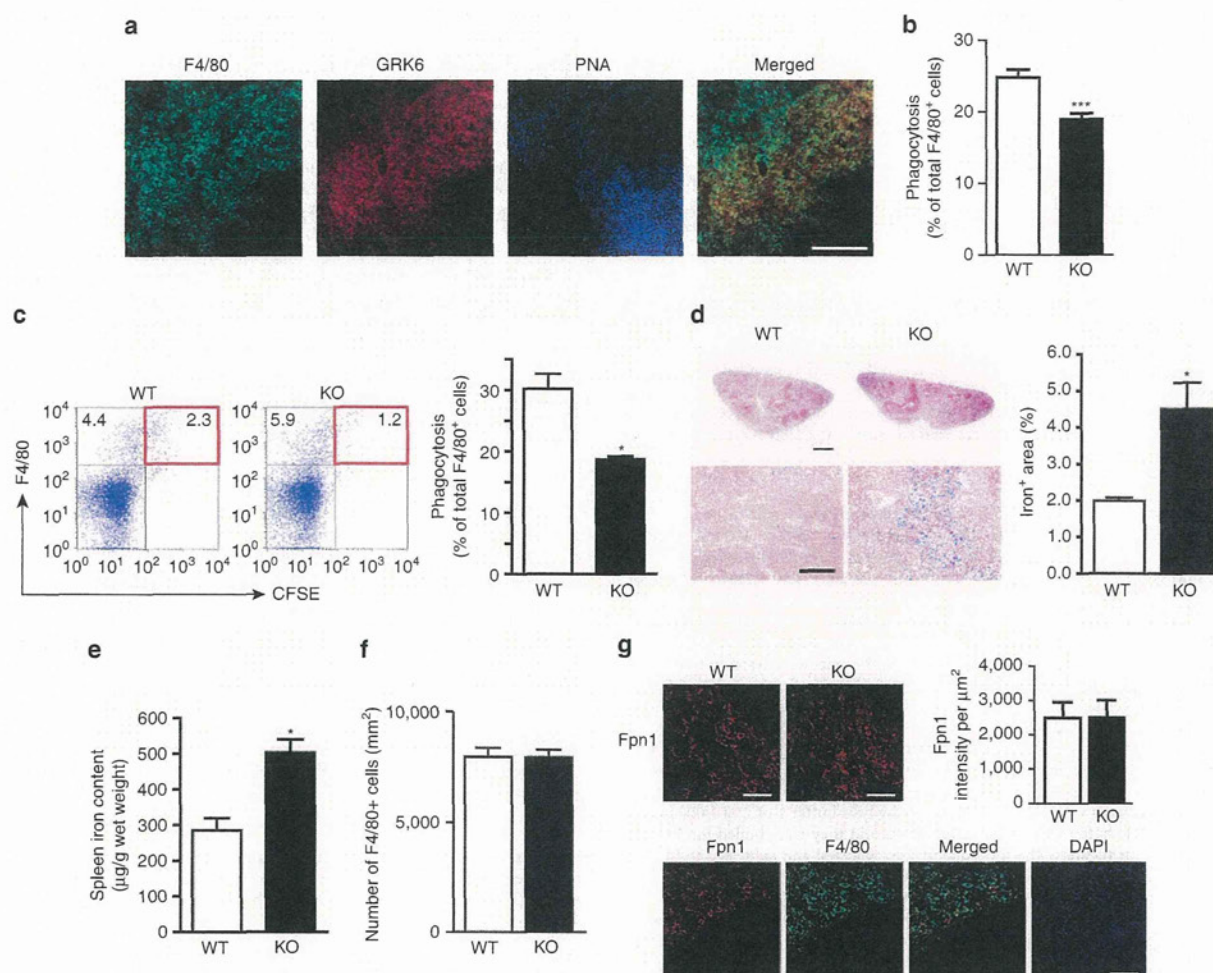 a
F4/80 GRK6 PNA Merged
b
Phagocytosis
(% of total F4/80⁺ cells)
30
20
10
0
***
WT KO
c
WT KO
F4/80
10⁴
10³
10²
10¹
10⁰
4.4 2.3
10⁰ 10¹ 10² 10³ 10⁴
10⁴
10³
10²
10¹
10⁰
5.9 1.2
10⁰ 10¹ 10² 10³ 10⁴
CFSE
Phagocytosis
(% of total F4/80⁺ cells)
30
20
10
0
*
WT KO
d
WT KO
Iron⁺ area (%)
6.0
5.0
4.0
3.0
2.0
1.0
0.0
*
WT KO
e
Spleen iron content
(µg/g wet weight)
600
500
400
300
200
100
0
*
WT KO
f
Number of F4/80+ cells (mm²)
10,000
5,000
0
WT KO
g
WT KO
Fpn1
Fpn1
intensity per µm²
4,000
3,000
2,000
1,000
0
WT KO
Fpn1 F4/80 Merged DAPI